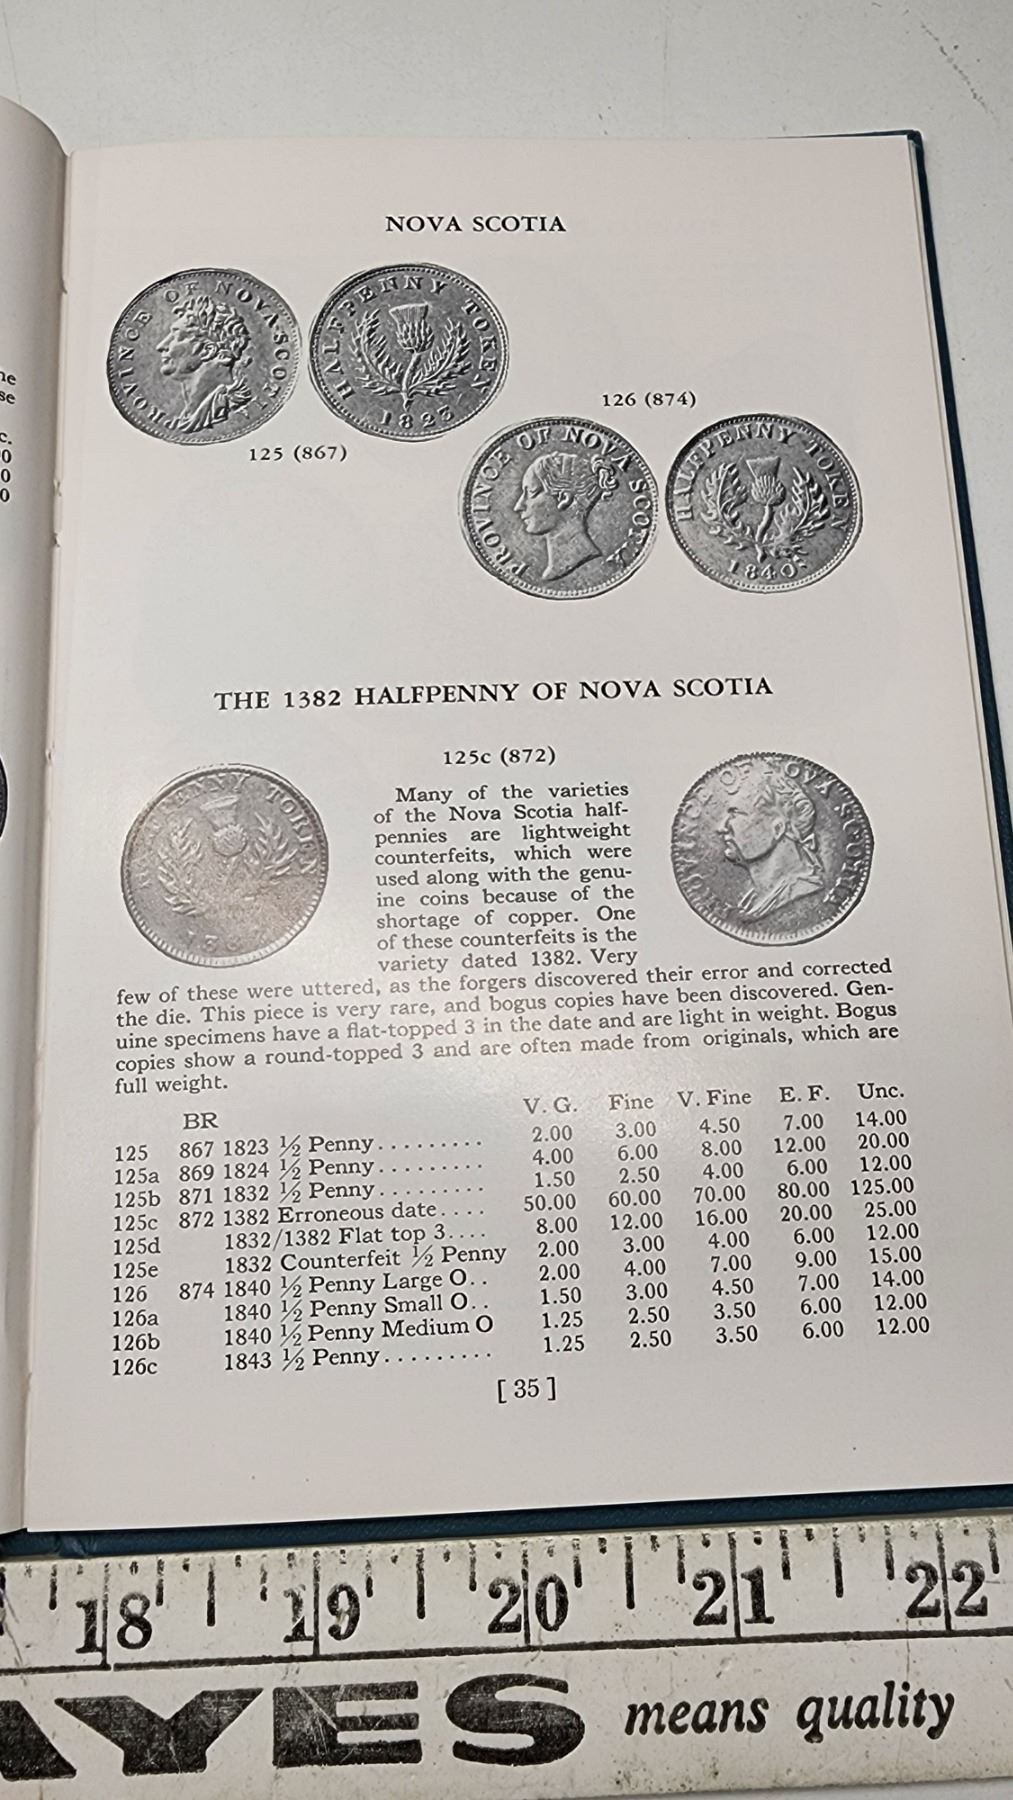 he
se
c.
0
0
0
NOVA SCOTIA
PROVINCE OF NOVA SCOTIA
HALFPENNY TOKEN
1823
125 (867)
126 (874)
PROVINCE OF NOVA SCOTIA
HALFPENNY TOKEN
1840
THE 1382 HALFPENNY OF NOVA SCOTIA
125c (872)
TOKEN
PROVINCE OF NOVA SCOTIA
Many of the varieties
of the Nova Scotia half-
pennies are lightweight
counterfeits, which were
used along with the genu-
ine coins because of the
shortage of copper. One
of these counterfeits is the
variety dated 1382. Very
few of these were uttered, as the forgers discovered their error and corrected
the die. This piece is very rare, and bogus copies have been discovered. Gen-
uine specimens have a flat-topped 3 in the date and are light in weight. Bogus
copies show a round-topped 3 and are often made from originals, which are
full weight.
BR V. G. Fine V. Fine E. F. Unc.
125 867 1823 ½ Penny......... 2.00 3.00 4.50 7.00 14.00
125a 869 1824 ½ Penny......... 4.00 6.00 8.00 12.00 20.00
125b 871 1832 ½ Penny......... 1.50 2.50 4.00 6.00 12.00
125c 872 1382 Erroneous date.... 50.00 60.00 70.00 80.00 125.00
125d 1832/1382 Flat top 3.... 8.00 12.00 16.00 20.00 25.00
125e 1832 Counterfeit ½ Penny 2.00 3.00 4.00 6.00 12.00
126 874 1840 ½ Penny Large O.. 2.00 4.00 7.00 9.00 15.00
126a 1840 ½ Penny Small O.. 1.50 3.00 4.50 7.00 14.00
126b 1840 ½ Penny Medium O 1.25 2.50 3.50 6.00 12.00
126c 1843 ½ Penny......... 1.25 2.50 3.50 6.00 12.00
[ 35 ]
18 19 20 21 22
AYES means quality